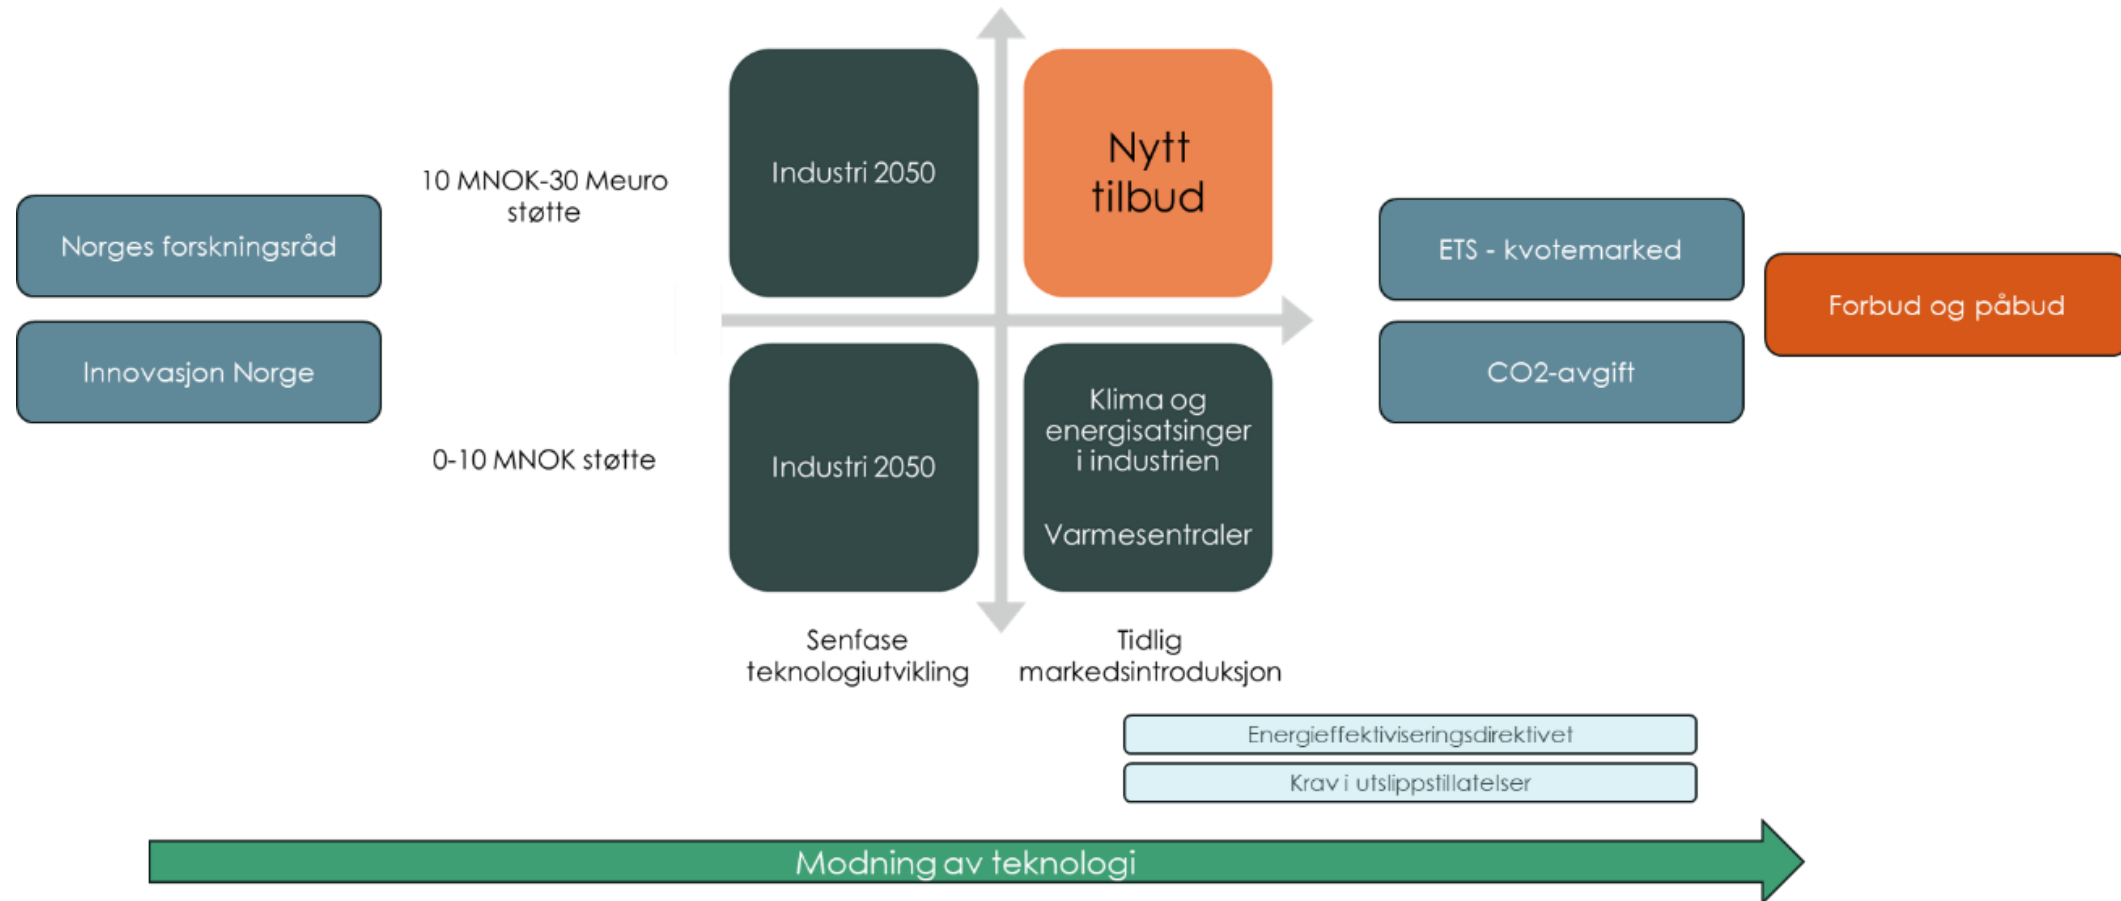 Norges forskningsråd
Innovasjon Norge
10 MNOK-30 Meuro
støtte
0-10 MNOK støtte
Industri 2050
Nytt
tilbud
Industri 2050
Klima og
energisatsinger
i industrien
Varmesentraler
Senfase
teknologiutvikling
Tidlig
markedsintroduksjon
ETS - kvotemarked
CO2-avgift
Forbud og påbud
Energieffektiviseringsdirektivet
Krav i utslippstillatelser
Modning av teknologi